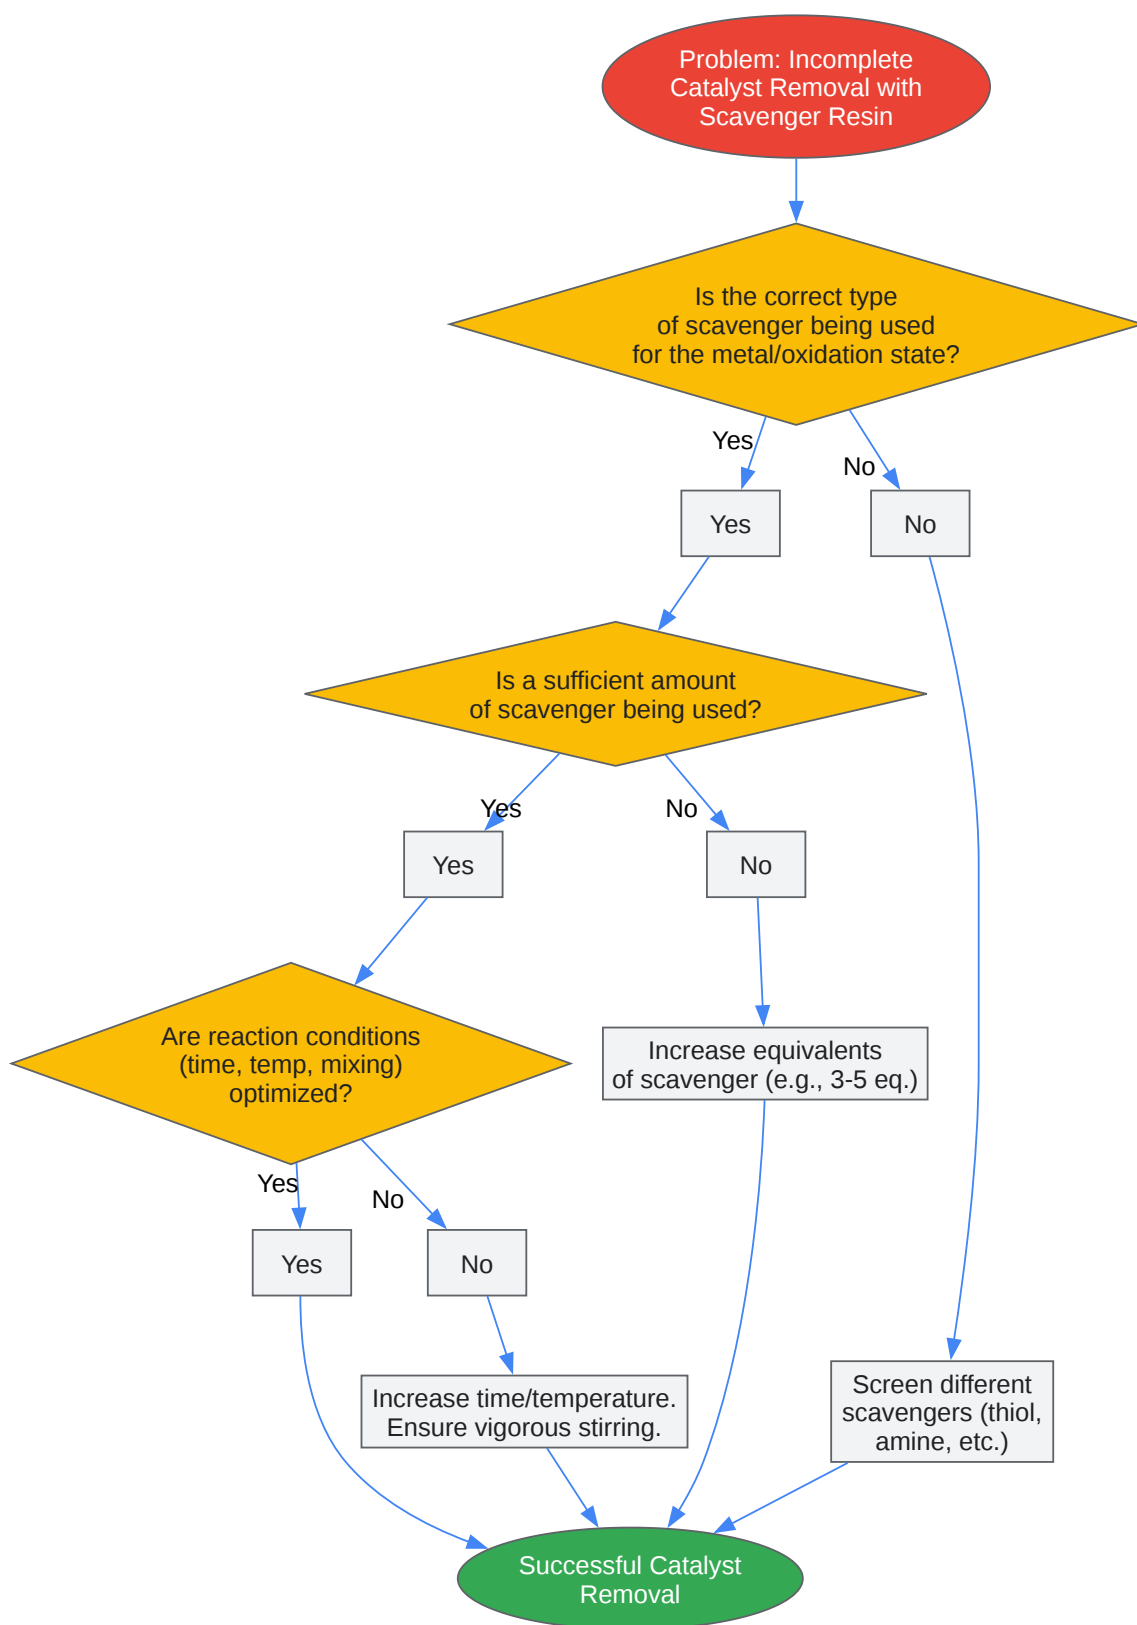 Problem: Incomplete
Catalyst Removal with
Scavenger Resin
Is the correct type
of scavenger being used
for the metal/oxidation state?
Yes
No
Yes
No
Is a sufficient amount
of scavenger being used?
Yes
No
Yes
No
Are reaction conditions
(time, temp, mixing)
optimized?
Increase equivalents
of scavenger (e.g., 3-5 eq.)
Yes
No
Yes
No
Increase time/temperature.
Ensure vigorous stirring.
Screen different
scavengers (thiol,
amine, etc.)
Successful Catalyst
Removal